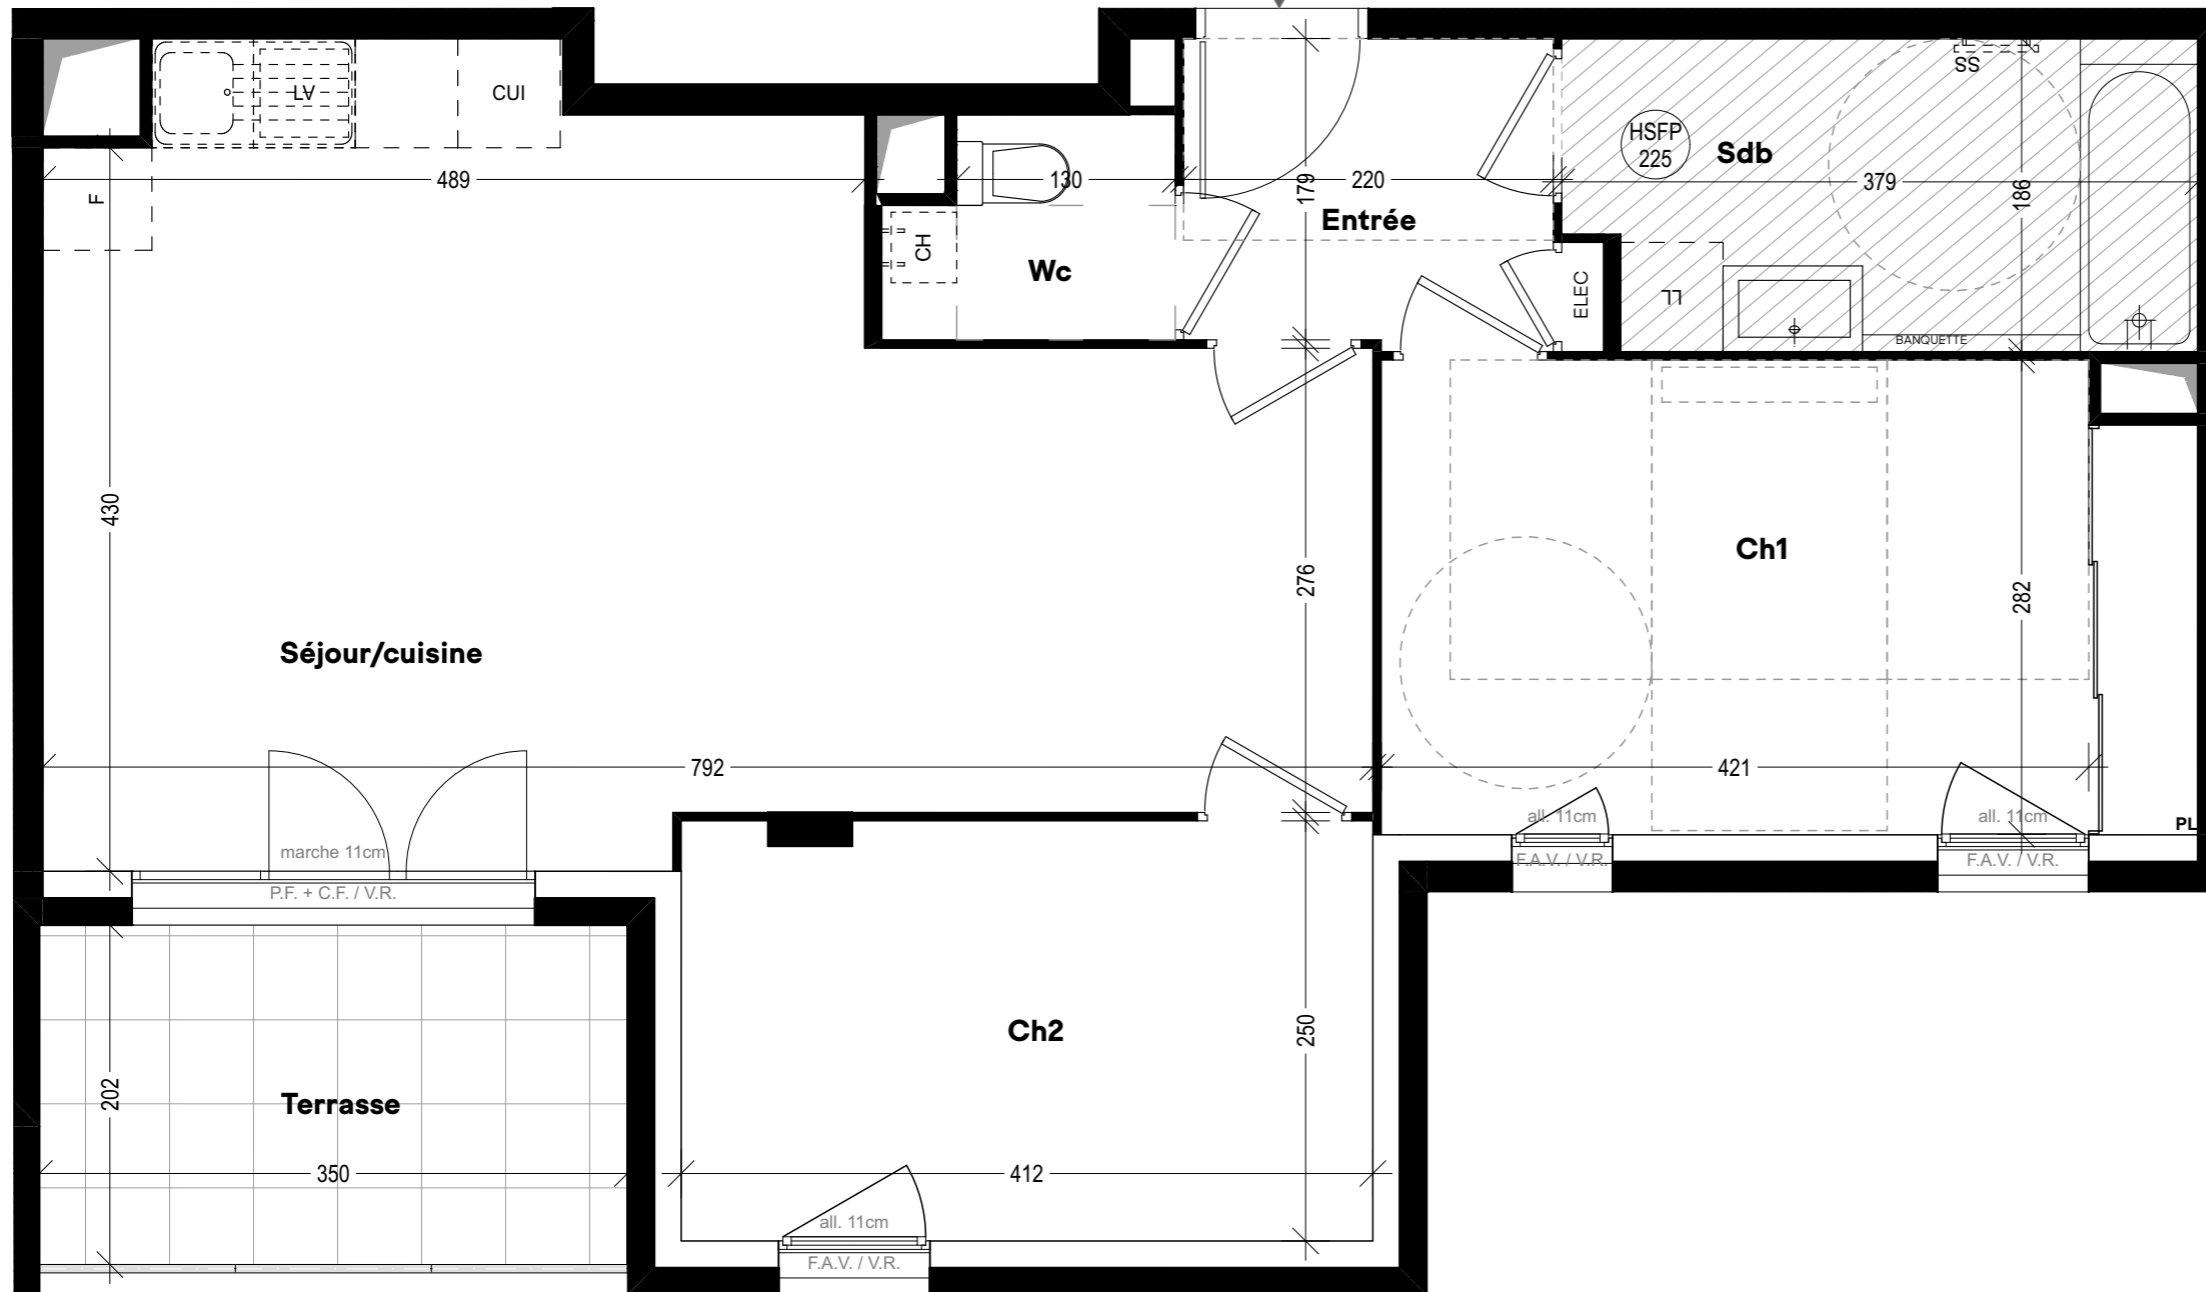 LV
CUI
SS
HSFP
225
Sdb
F
489
130
179
220
379
186
Entrée
CH
Wc
ELEC
LL
BANQUETTE
430
276
Ch1
282
Séjour/cuisine
792
421
all. 11cm
all. 11cm
PL
marche 11cm
F.A.V. / V.R.
F.A.V. / V.R.
P.F. + C.F. / V.R.
Ch2
250
202
Terrasse
350
412
all. 11cm
F.A.V. / V.R.